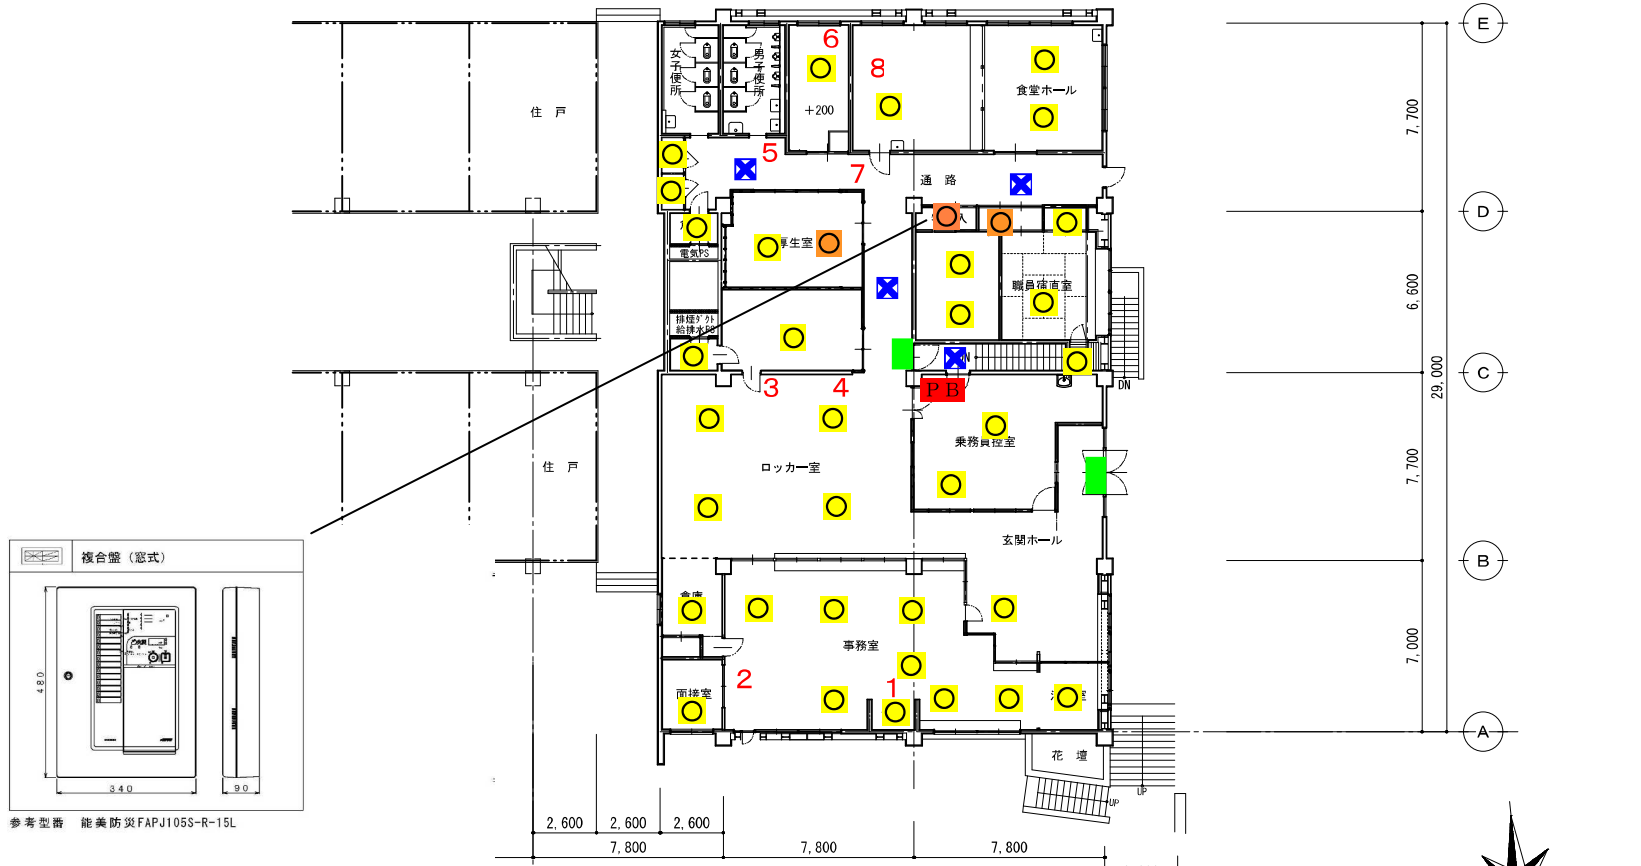 E
女子便所
男子便所
6
8
+200
食堂ホール
住 戸
7,700
5
7
通 路
D
厚生室
電気PS
職員宿直室
6,600
排煙ダクト
給排水PS
29,000
C
DN
3
4
PB
乗務員控室
ロッカー室
住 戸
7,700
玄関ホール
複合盤(窓式)
B
倉庫
事務室
7,000
2
1
面接室
480
340
90
A
花 壇
UP
UP
参考型番 能美防災FAPJ105S-R-15L
2,600
2,600
2,600
7,800
7,800
7,800